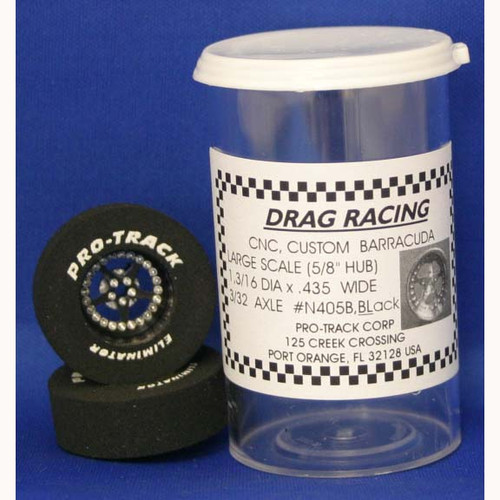 PRO-TRACK
ELIMINATOR
ELIMINATOR
DRAG RACING
CNC, CUSTOM BARRACUDA
LARGE SCALE (5/8" HUB)
1,3/16 DIA x .435 WIDE
3/32 AXLE #N405B,BLack
PRO-TRACK CORP
125 CREEK CROSSING
PORT ORANGE, FL 32128 USA